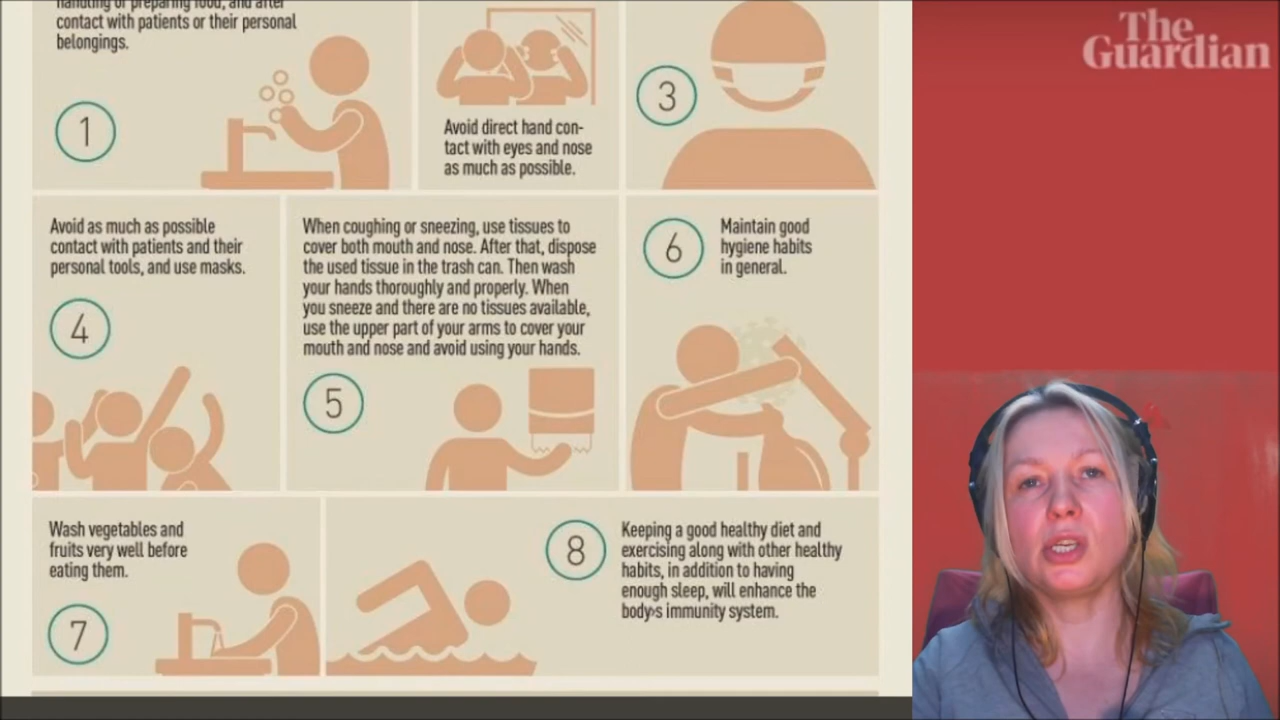 handling or preparing food, and after
contact with patients or their personal
belongings.
1
Avoid direct hand con-
tact with eyes and nose
as much as possible.
3
The
Guardian
Avoid as much as possible
contact with patients and their
personal tools, and use masks.
4
When coughing or sneezing, use tissues to
cover both mouth and nose. After that, dispose
the used tissue in the trash can. Then wash
your hands thoroughly and properly. When
you sneeze and there are no tissues available,
use the upper part of your arms to cover your
mouth and nose and avoid using your hands.
5
6
Maintain good
hygiene habits
in general.
Wash vegetables and
fruits very well before
eating them.
7
8
Keeping a good healthy diet and
exercising along with other healthy
habits, in addition to having
enough sleep, will enhance the
body›s immunity system.